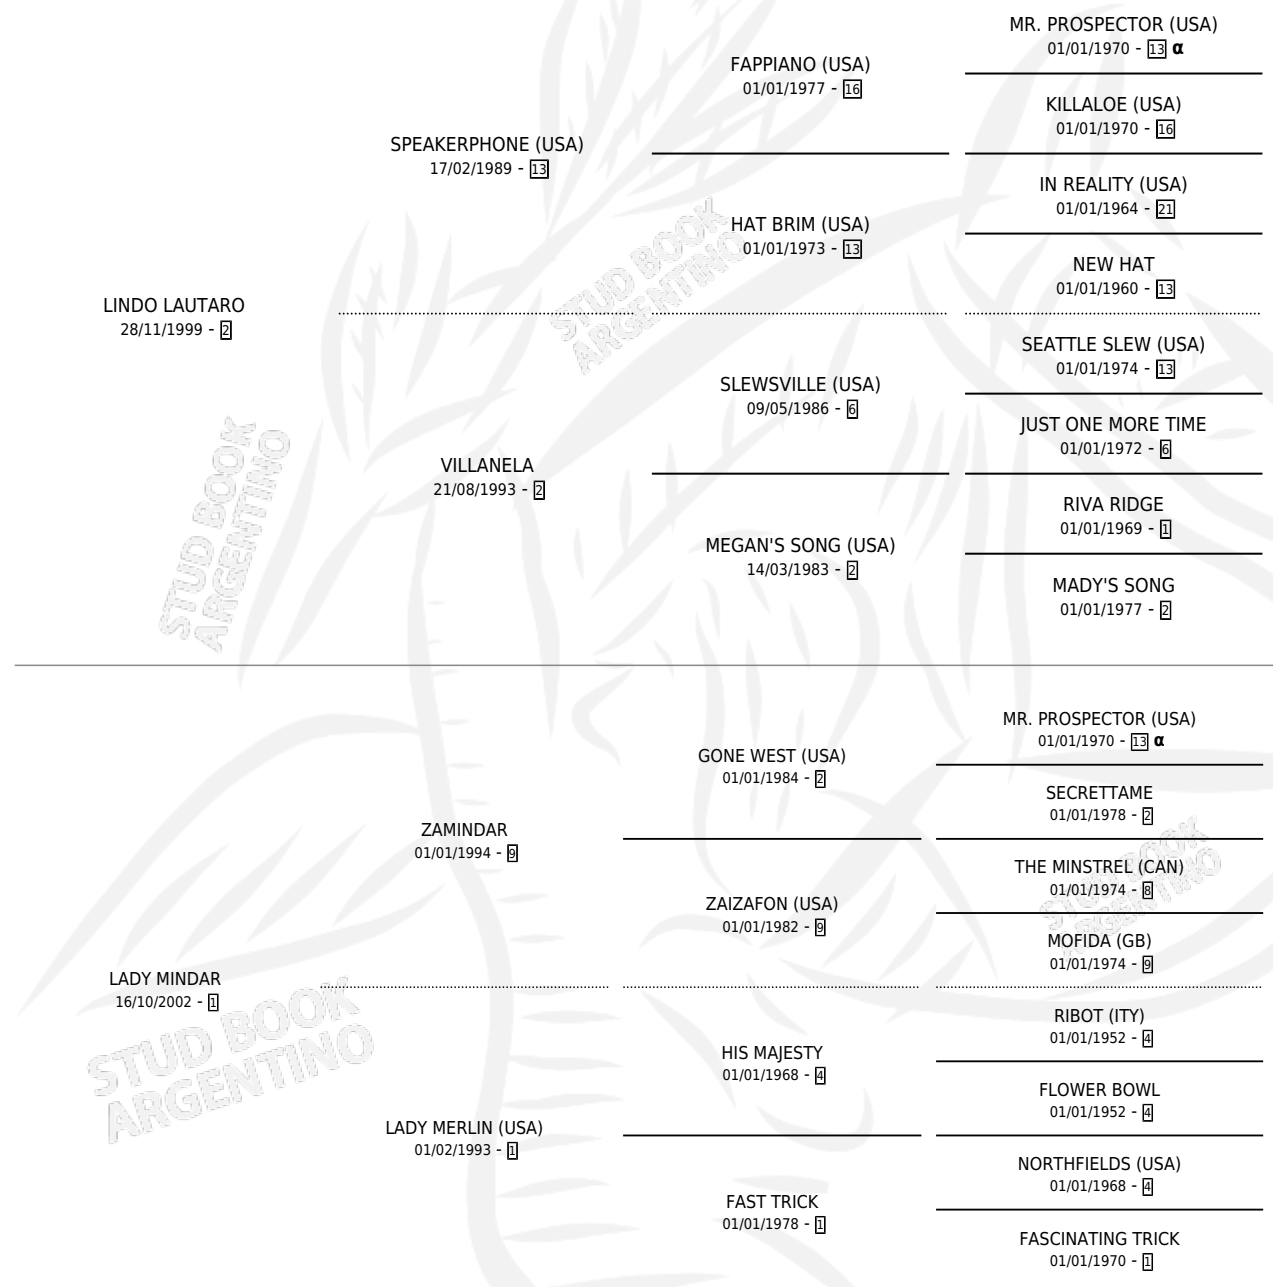 MR. PROSPECTOR (USA)
01/01/1970 - 13 α
FAPPIANO (USA)
01/01/1977 - 16
KILLALOE (USA)
01/01/1970 - 16
SPEAKERPHONE (USA)
17/02/1989 - 13
IN REALITY (USA)
01/01/1964 - 21
HAT BRIM (USA)
01/01/1973 - 13
NEW HAT
01/01/1960 - 13
LINDO LAUTARO
28/11/1999 - 2
SEATTLE SLEW (USA)
01/01/1974 - 13
SLEWSVILLE (USA)
09/05/1986 - 6
JUST ONE MORE TIME
01/01/1972 - 6
VILLANELA
21/08/1993 - 2
RIVA RIDGE
01/01/1969 - 1
MEGAN'S SONG (USA)
14/03/1983 - 2
MADY'S SONG
01/01/1977 - 2
MR. PROSPECTOR (USA)
01/01/1970 - 13 α
GONE WEST (USA)
01/01/1984 - 2
SECRETTAME
01/01/1978 - 2
ZAMINDAR
01/01/1994 - 9
THE MINSTREL (CAN)
01/01/1974 - 8
ZAIZAFON (USA)
01/01/1982 - 9
MOFIDA (GB)
01/01/1974 - 9
LADY MINDAR
16/10/2002 - 1
RIBOT (ITY)
01/01/1952 - 4
HIS MAJESTY
01/01/1968 - 4
FLOWER BOWL
01/01/1952 - 4
LADY MERLIN (USA)
01/02/1993 - 1
NORTHFIELDS (USA)
01/01/1968 - 4
FAST TRICK
01/01/1978 - 1
FASCINATING TRICK
01/01/1970 - 1
STUD BOOK
ARGENTINO
STUD BOOK
ARGENTINO
STUD BOOK
ARGENTINO
STUD BOOK
ARGENTINO